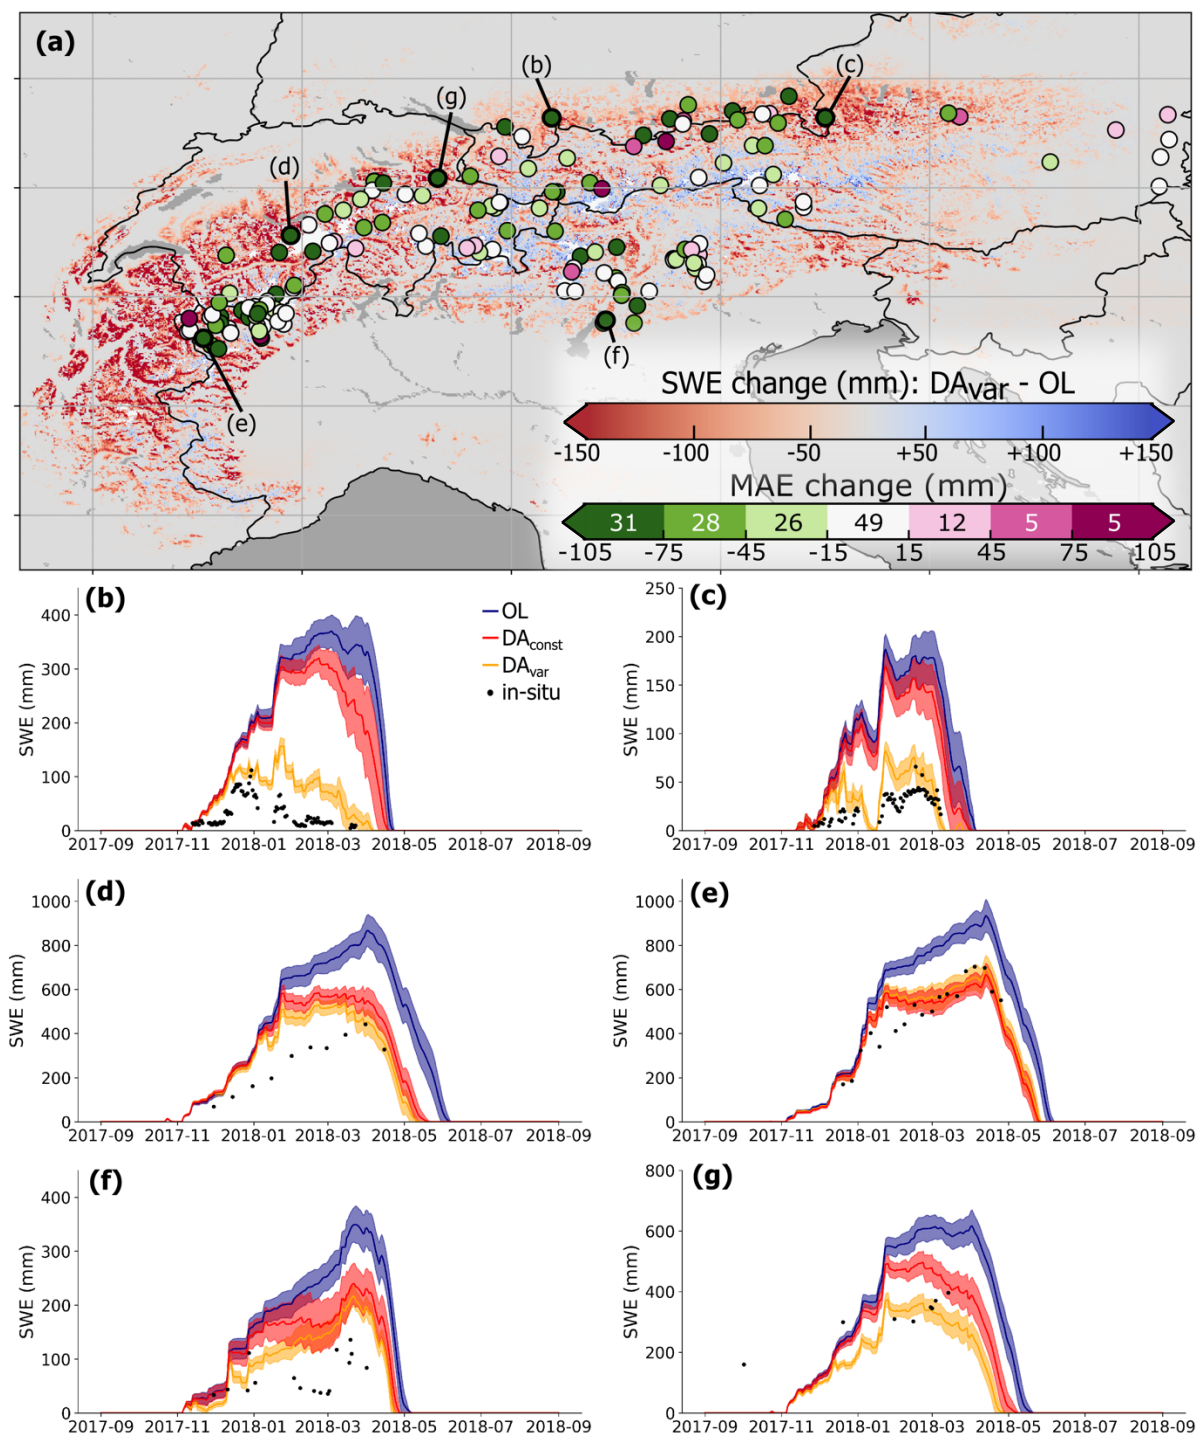 (a)
(b)
(c)
(g)
(d)
(f)
(e)
SWE change (mm): DAvar - OL
-150 -100 -50 +50 +100 +150
MAE change (mm)
31 28 26 49 12 5 5
-105 -75 -45 -15 15 45 75 105
(b)
OL
DAconst
DAvar
in-situ
SWE (mm)
400
300
200
100
0
2017-09 2017-11 2018-01 2018-03 2018-05 2018-07 2018-09
(c)
SWE (mm)
250
200
150
100
50
0
2017-09 2017-11 2018-01 2018-03 2018-05 2018-07 2018-09
(d)
SWE (mm)
1000
800
600
400
200
0
2017-09 2017-11 2018-01 2018-03 2018-05 2018-07 2018-09
(e)
SWE (mm)
1000
800
600
400
200
0
2017-09 2017-11 2018-01 2018-03 2018-05 2018-07 2018-09
(f)
SWE (mm)
400
300
200
100
0
2017-09 2017-11 2018-01 2018-03 2018-05 2018-07 2018-09
(g)
SWE (mm)
800
600
400
200
0
2017-09 2017-11 2018-01 2018-03 2018-05 2018-07 2018-09